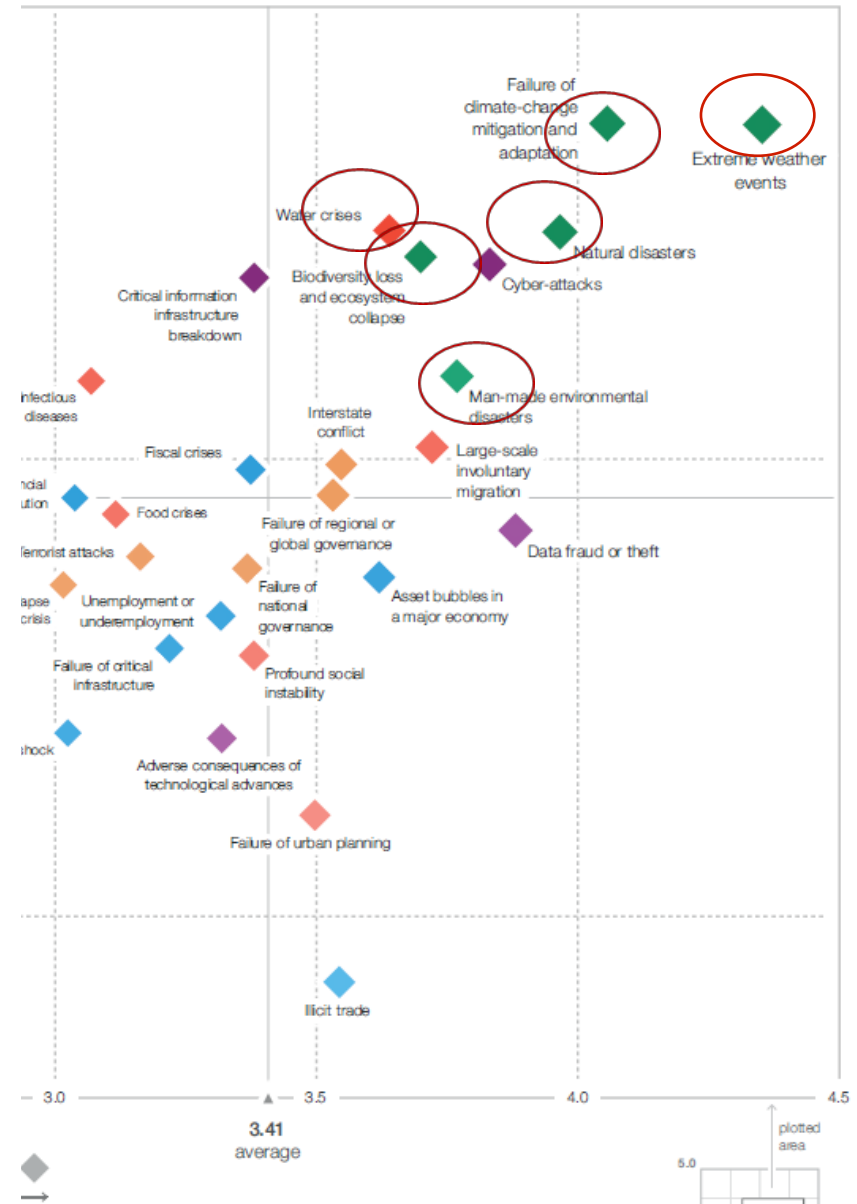 Failure of
climate-change
mitigation and
adaptation
Extreme weather
events
Water crises
Natural disasters
Biodiversity loss
and ecosystem
collapse
Cyber-attacks
Critical information
infrastructure
breakdown
Man-made environmental
disasters
nfectious
diseases
Interstate
conflict
Fiscal crises
Large-scale
involuntary
migration
ncial
ution
Food crises
Failure of regional or
global governance
Data fraud or theft
Terrorist attacks
apse
crisis
Unemployment or
underemployment
Failure of
national
governance
Asset bubbles in
a major economy
Failure of critical
infrastructure
Profound social
instability
shock
Adverse consequences of
technological advances
Failure of urban planning
Illicit trade
3.0 3.5 4.0 4.5
3.41
average
plotted
area
5.0